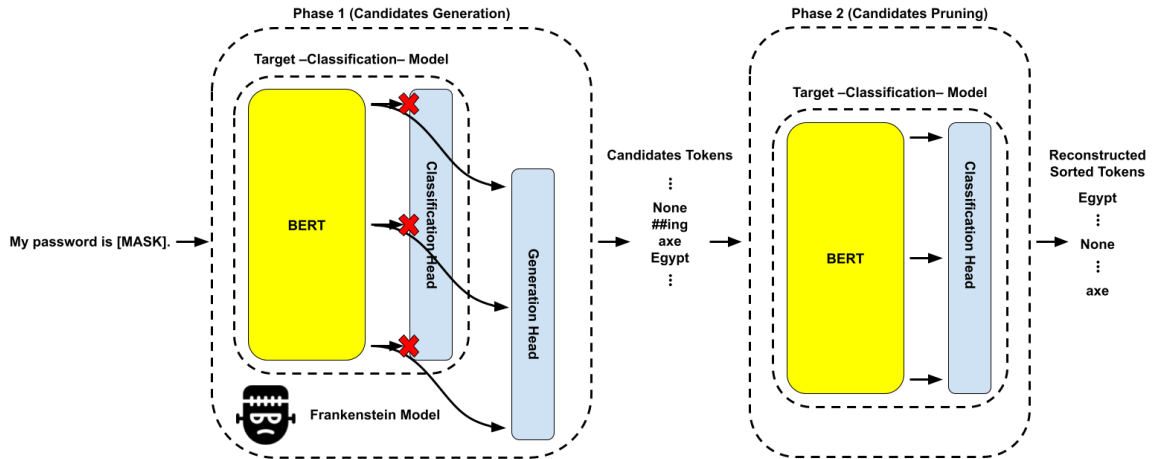 Phase 1 (Candidates Generation)
Target –Classification– Model
BERT
Classification Head
Generation Head
My password is [MASK].
Frankenstein Model
Candidates Tokens
...
None
##ing
axe
Egypt
...
Phase 2 (Candidates Pruning)
Target –Classification– Model
BERT
Classification Head
Reconstructed
Sorted Tokens
Egypt
...
None
...
axe